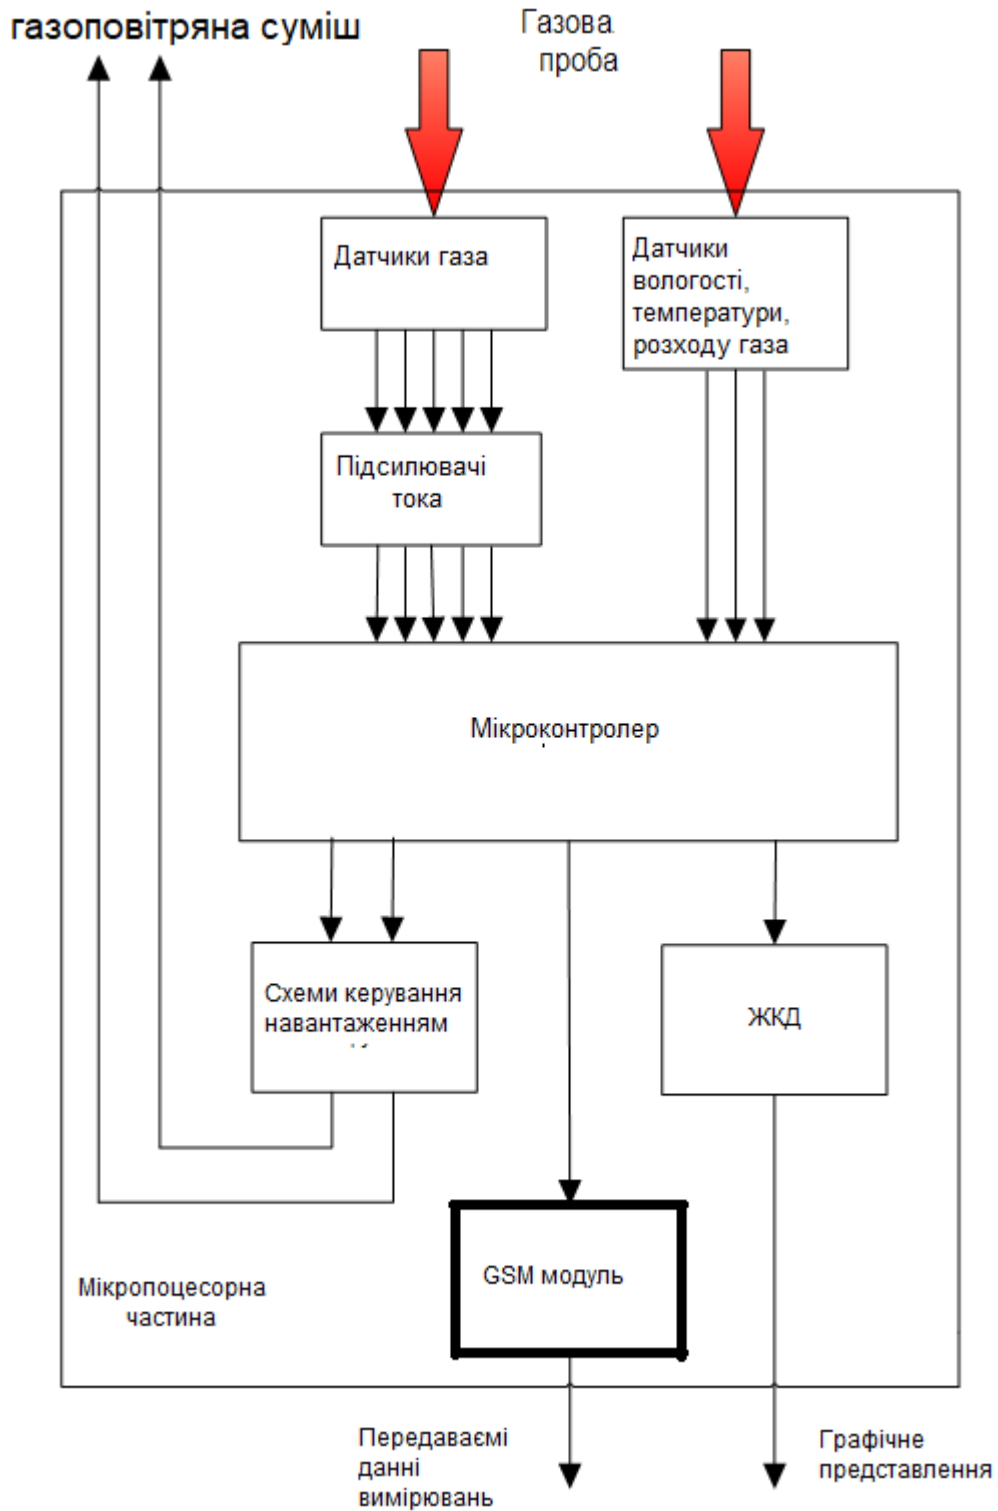 газоповітряна суміш
Газова
проба
Датчики газа
Датчики
вологості,
температури,
розходу газа
Підсилювачі
тока
Мікроконтролер
Схеми керування
навантаженням
ЖКД
GSM модуль
Мікропоцесорна
частина
Передаваємі
данні
вимірювань
Графічне
представлення